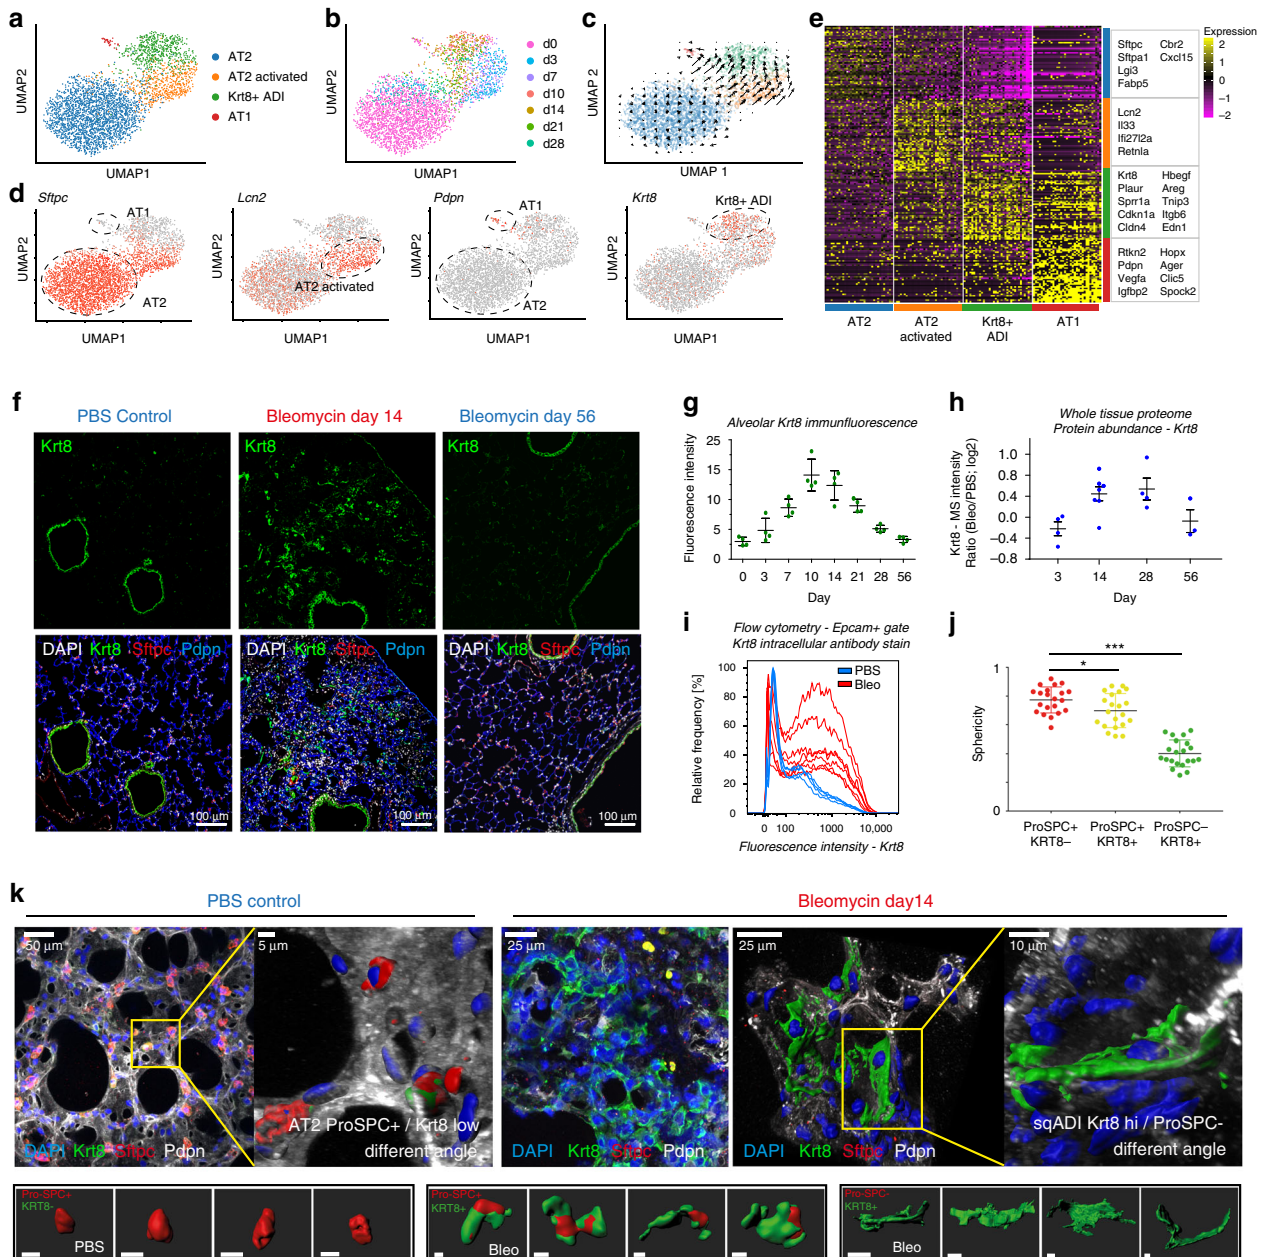 a
UMAP2
UMAP1
AT2
AT2 activated
Krt8+ ADI
AT1
b
UMAP2
UMAP1
d0
d3
d7
d10
d14
d21
d28
c
UMAP 2
UMAP 1
d
Sftpc
AT1
AT2
UMAP2
UMAP1
Lcn2
AT2 activated
UMAP2
UMAP1
Pdpn
AT1
AT2
UMAP2
UMAP1
Krt8
Krt8+ ADI
UMAP2
UMAP1
e
Expression
2
1
0
−1
−2
Sftpc Cbr2
Sftpa1 Cxcl15
Lgi3
Fabp5
Lcn2
Il33
Ifi27l2a
Retnla
Krt8 Hbegf
Plaur Areg
Sprr1a Tnip3
Cdkn1a Itgb6
Cldn4 Edn1
Rtkn2 Hopx
Pdpn Ager
Vegfa Clic5
Igfbp2 Spock2
AT2
AT2 activated
Krt8+ ADI
AT1
f
PBS Control
Bleomycin day 14
Bleomycin day 56
Krt8
Krt8
Krt8
DAPI Krt8 Sftpc Pdpn
100 µm
DAPI Krt8 Sftpc Pdpn
100 µm
DAPI Krt8 Sftpc Pdpn
100 µm
g
Alveolar Krt8 immunfluorescence
Fluorescence intensity
25
15
10
5
0
0 3 7 10 14 21 28 56
Day
h
Whole tissue proteome
Protein abundance - Krt8
Krt8 - MS intensity
Ratio (Bleo/PBS; log2)
1.0
0.4
0.0
−0.4
−0.8
3 14 28 56
Day
i
Flow cytometry - Epcam+ gate
Krt8 intracellular antibody stain
Relative frequency [%]
100
80
60
40
20
0
PBS
Bleo
0 100 1000 10,000
Fluorescence intensity - Krt8
j
***
*
Sphericity
1
0
ProSPC+ KRT8−
ProSPC+ KRT8+
ProSPC− KRT8+
k
PBS control
Bleomycin day14
50 µm
DAPI Krt8 Sftpc Pdpn
5 µm
AT2 ProSPC+ / Krt8 low
different angle
25 µm
DAPI Krt8 Sftpc Pdpn
25 µm
DAPI Krt8 Sftpc Pdpn
10 µm
sqADI Krt8 hi / ProSPC-
different angle
Pro-SPC+
KRT8-
PBS
Pro-SPC+
KRT8+
Bleo
Pro-SPC-
KRT8+
Bleo